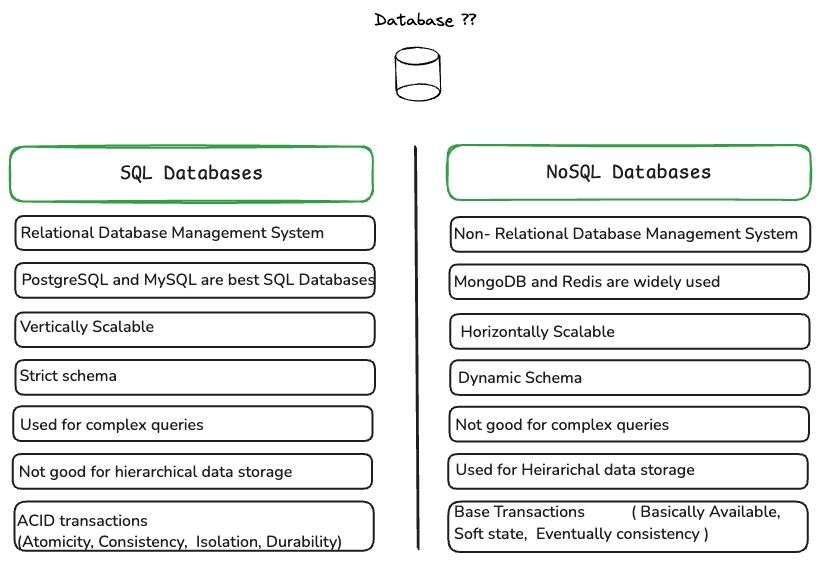 Database ??
SQL Databases
Relational Database Management System
PostgreSQL and MySQL are best SQL Databases
Vertically Scalable
Strict schema
Used for complex queries
Not good for hierarchical data storage
ACID transactions
(Atomicity, Consistency, Isolation, Durability)
NoSQL Databases
Non- Relational Database Management System
MongoDB and Redis are widely used
Horizontally Scalable
Dynamic Schema
Not good for complex queries
Used for Heirarichal data storage
Base Transactions ( Basically Available,
Soft state, Eventually consistency )